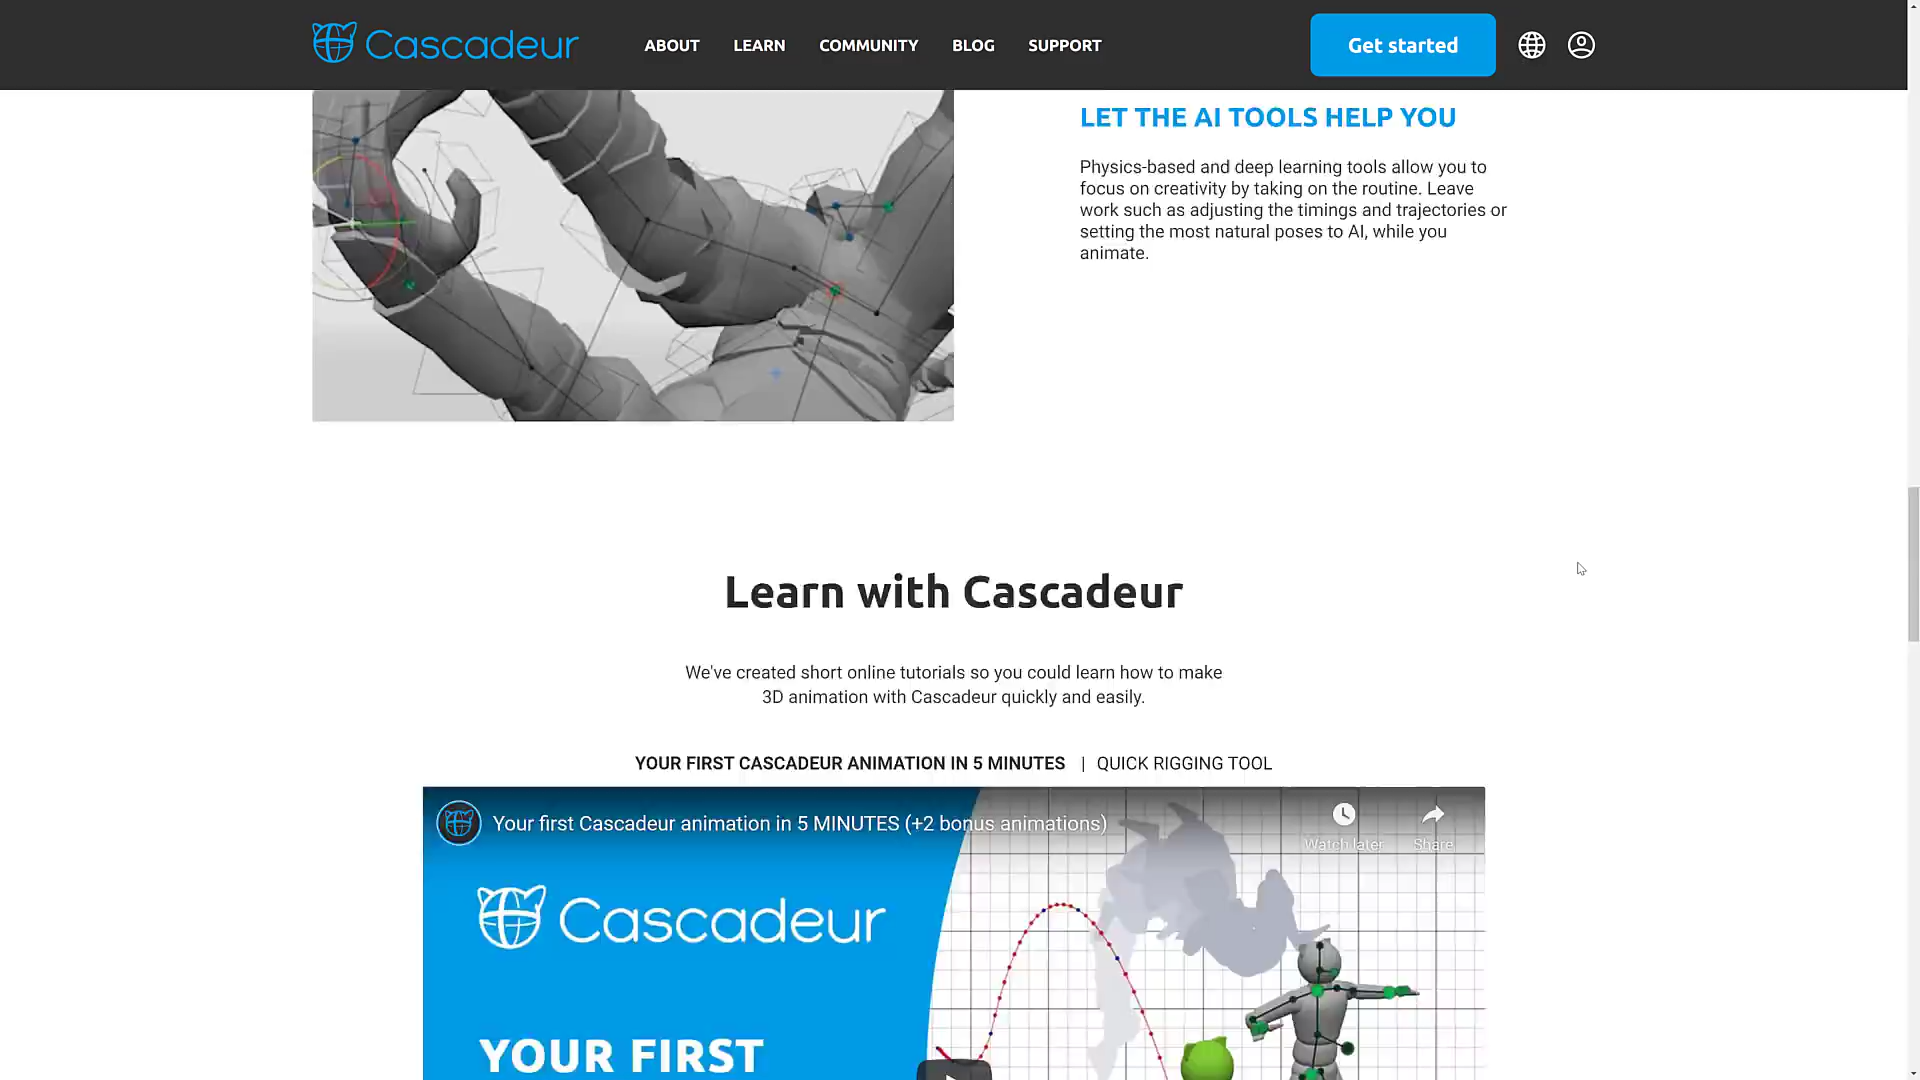 Cascadeur
ABOUT
LEARN
COMMUNITY
BLOG
SUPPORT
Get started
LET THE AI TOOLS HELP YOU
Physics-based and deep learning tools allow you to
focus on creativity by taking on the routine. Leave
work such as adjusting the timings and trajectories or
setting the most natural poses to AI, while you
animate.
Learn with Cascadeur
We've created short online tutorials so you could learn how to make
3D animation with Cascadeur quickly and easily.
YOUR FIRST CASCADEUR ANIMATION IN 5 MINUTES | QUICK RIGGING TOOL
Your first Cascadeur animation in 5 MINUTES (+2 bonus animations)
Watch later
Share
Cascadeur
YOUR FIRST